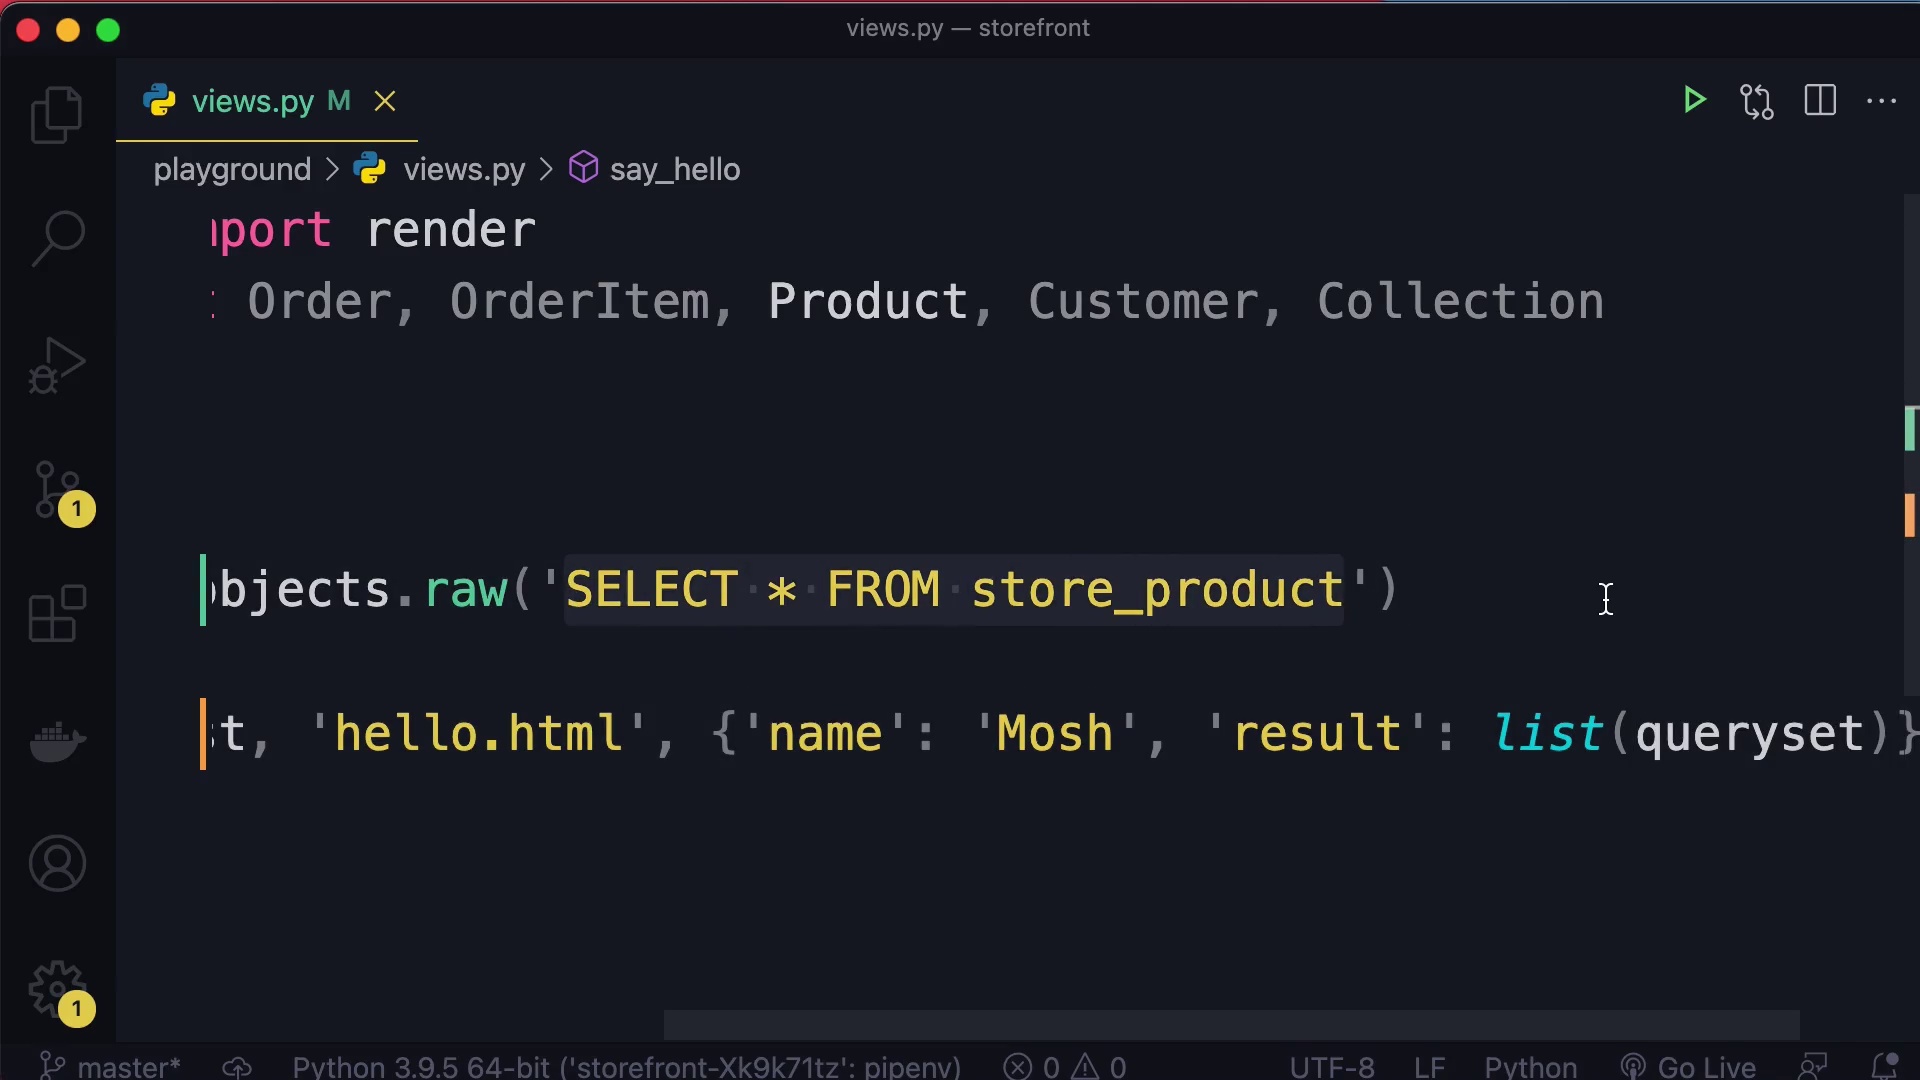 views.py — storefront
views.py M
playground > views.py > say_hello
port render
Order, OrderItem, Product, Customer, Collection
bjects.raw('SELECT * FROM store_product')
t, 'hello.html', {'name': 'Mosh', 'result': list(queryset)}
1
1
master* Python 3.9.5 64-bit ('storefront-Xk9k71tz': pipenv) 0 0 UTF-8 LF Python Go Live